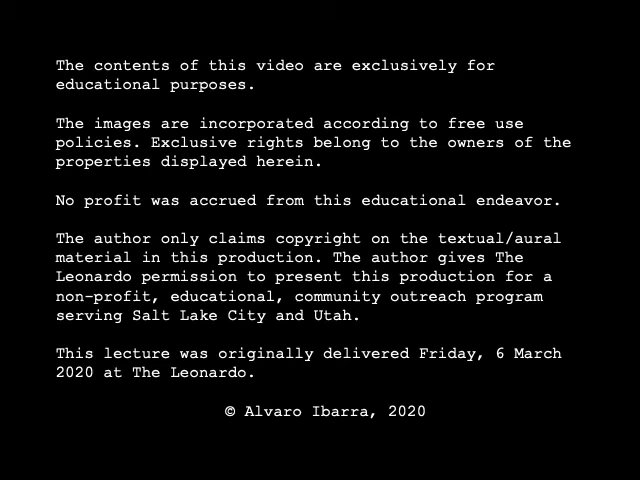 The contents of this video are exclusively for
educational purposes.
The images are incorporated according to free use
policies. Exclusive rights belong to the owners of the
properties displayed herein.
No profit was accrued from this educational endeavor.
The author only claims copyright on the textual/aural
material in this production. The author gives The
Leonardo permission to present this production for a
non-profit, educational, community outreach program
serving Salt Lake City and Utah.
This lecture was originally delivered Friday, 6 March
2020 at The Leonardo.
© Alvaro Ibarra, 2020